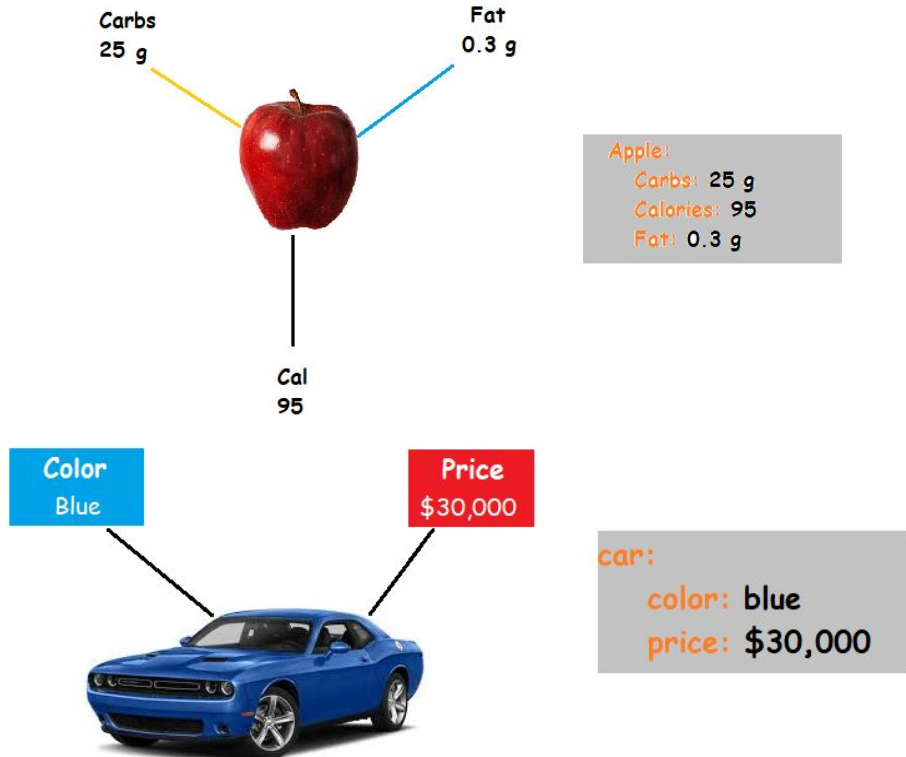 Carbs
25 g
Fat
0.3 g
Apple:
Carbs: 25 g
Calories: 95
Fat: 0.3 g
Cal
95
Color
Blue
Price
$30,000
car:
color: blue
price: $30,000